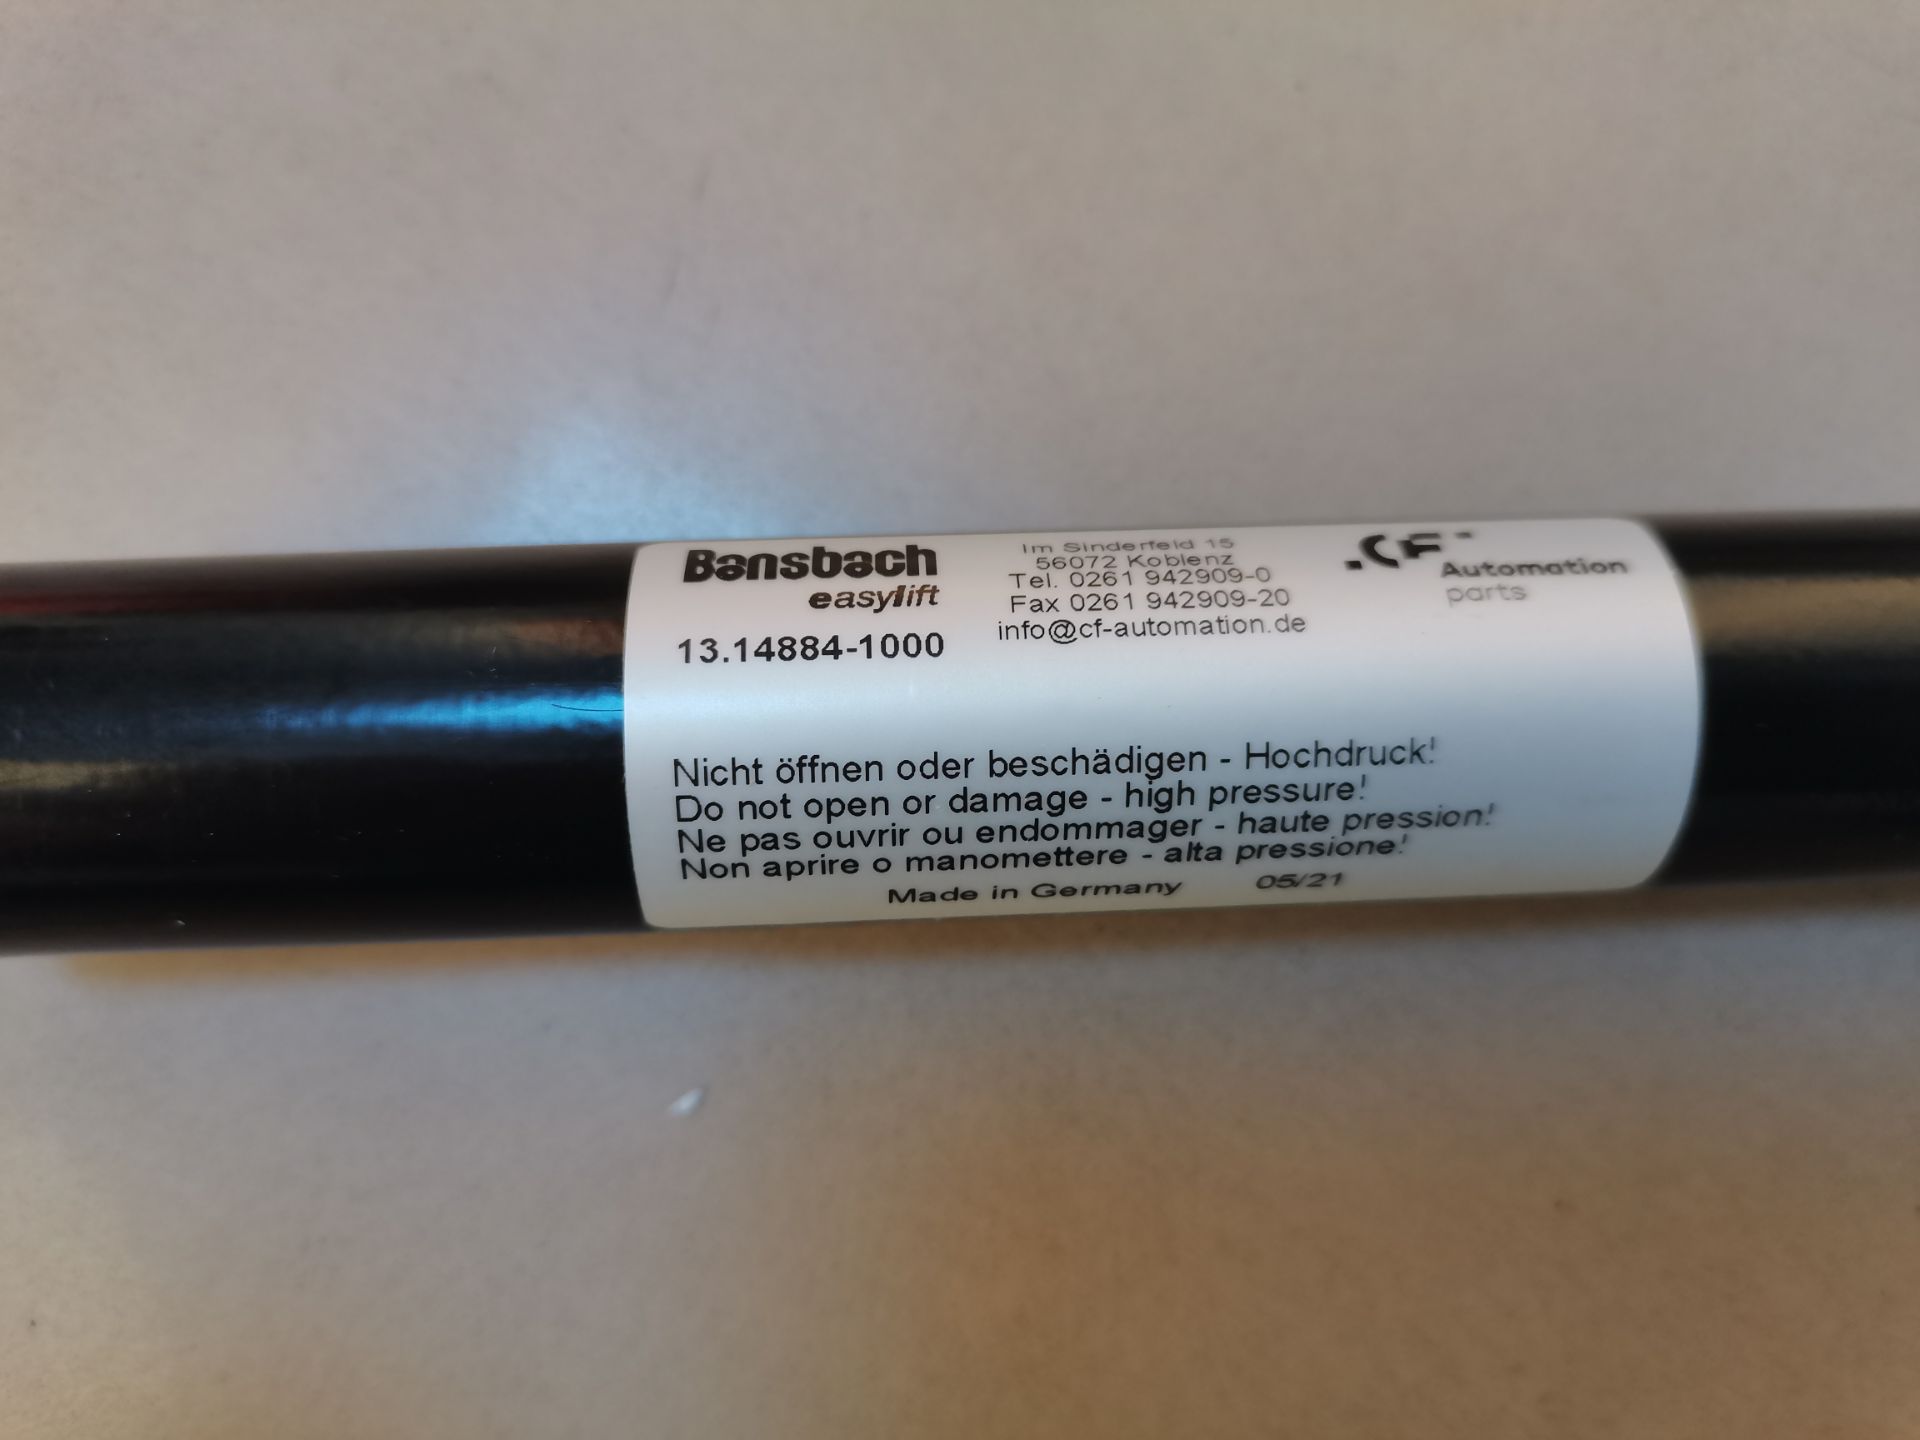 Bansbach
easylift
13.14884-1000
Im Sinderfeld 15
56072 Koblenz
Tel. 0261 942909-0
Fax 0261 942909-20
info@cf-automation.de
CF
Automation
parts
Nicht öffnen oder beschädigen - Hochdruck!
Do not open or damage - high pressure!
Ne pas ouvrir ou endommager - haute pression!
Non aprire o manomettere - alta pressione!
Made in Germany 05/21